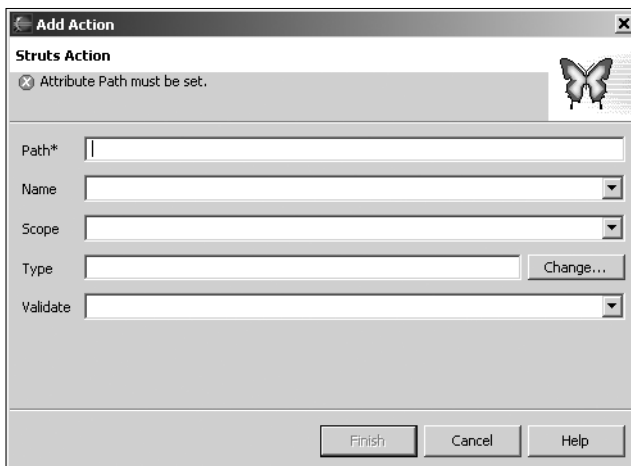 Add Action
Struts Action
Attribute Path must be set.
Path*
Name
Scope
Type
Change...
Validate
Finish
Cancel
Help